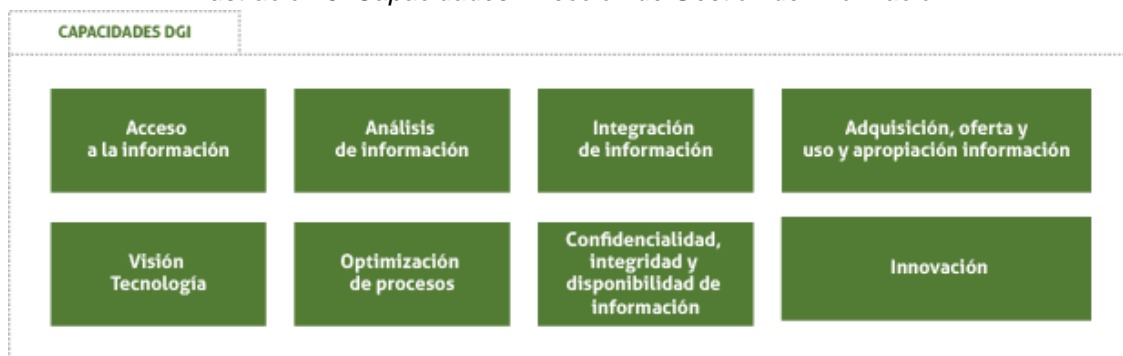 CAPACIDADES DGI
Acceso
a la información
Análisis
de información
Integración
de información
Adquisición, oferta y
uso y apropiación información
Visión
Tecnología
Optimización
de procesos
Confidencialidad,
integridad y
disponibilidad de
información
Innovación